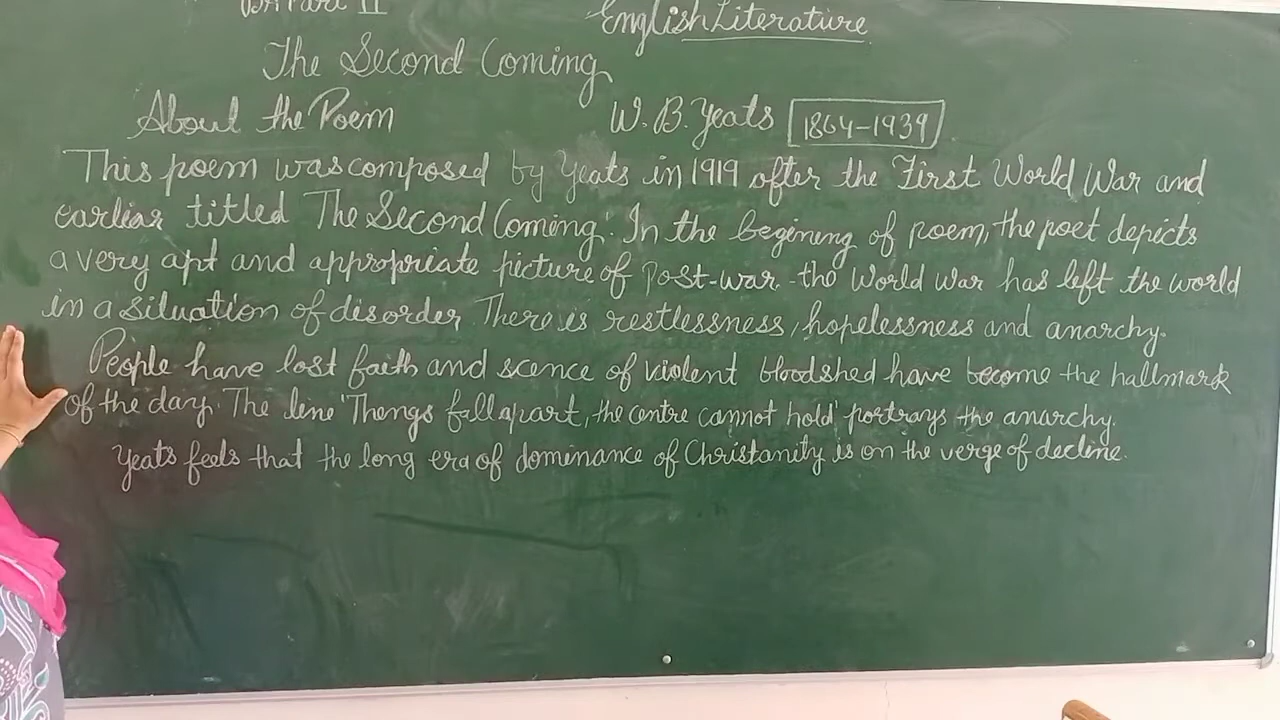 BA Part II English Literature
The Second Coming
About the Poem W. B. Yeats 1864-1939
This poem was composed by Yeats in 1919 after the First World War and
earlier titled 'The Second Coming'. In the begining of poem, the poet depicts
a very apt and appropriate picture of Post-war. - the World War has left the world
in a situation of disorder. There is restlessness, hopelessness and anarchy.
People have lost faith and scence of violent bloodshed have become the hallmark
of the day. The line 'Thengs fall apart, the centre cannot hold' portrays the anarchy.
Yeats feels that the long era of dominance of Christanity is on the verge of decline.